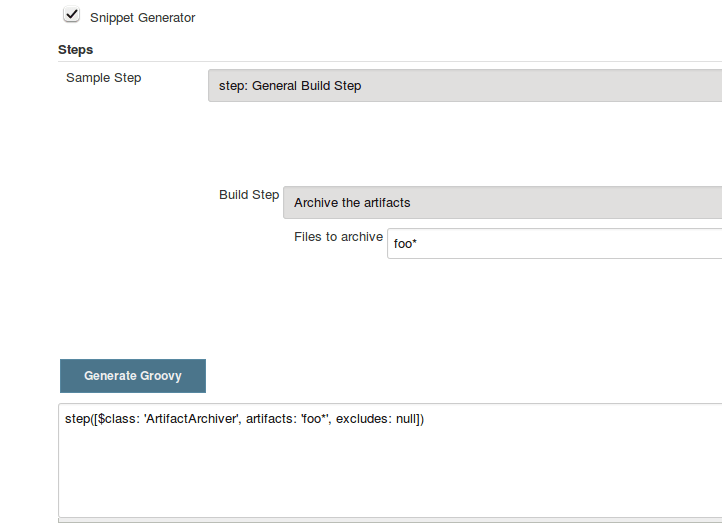 Snippet Generator
Steps
Sample Step
step: General Build Step
Build Step
Archive the artifacts
Files to archive
foo*
Generate Groovy
step([$class: 'ArtifactArchiver', artifacts: 'foo*', excludes: null])